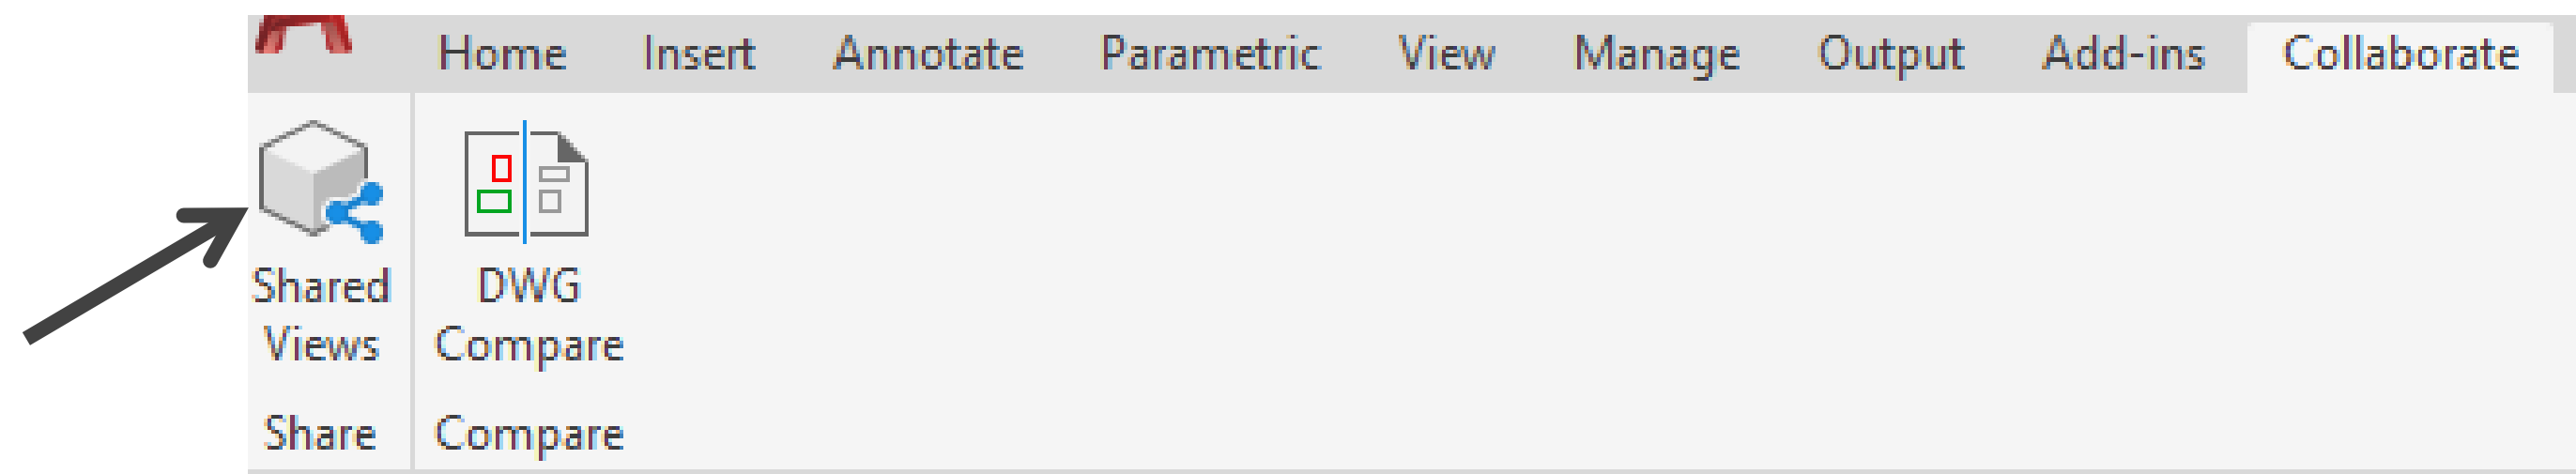 Home Insert Annotate Parametric View Manage Output Add-ins Collaborate
Shared
Views
DWG
Compare
Share
Compare